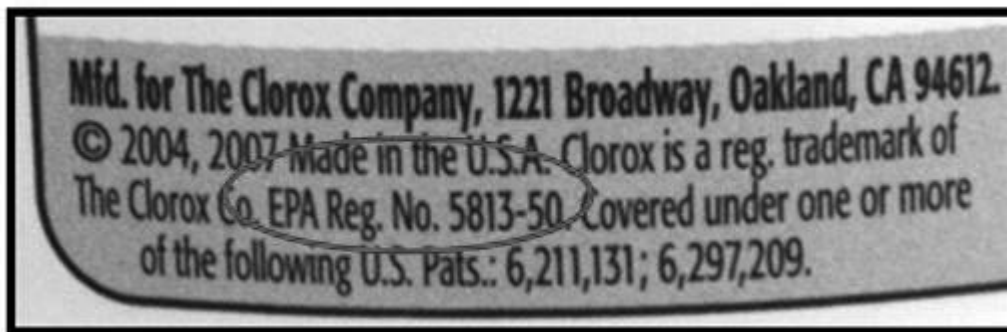 Mfd. for The Clorox Company, 1221 Broadway, Oakland, CA 94612.
© 2004, 2007 Made in the U.S.A. Clorox is a reg. trademark of
The Clorox Co. EPA Reg. No. 5813-50. Covered under one or more
of the following U.S. Pats.: 6,211,131; 6,297,209.